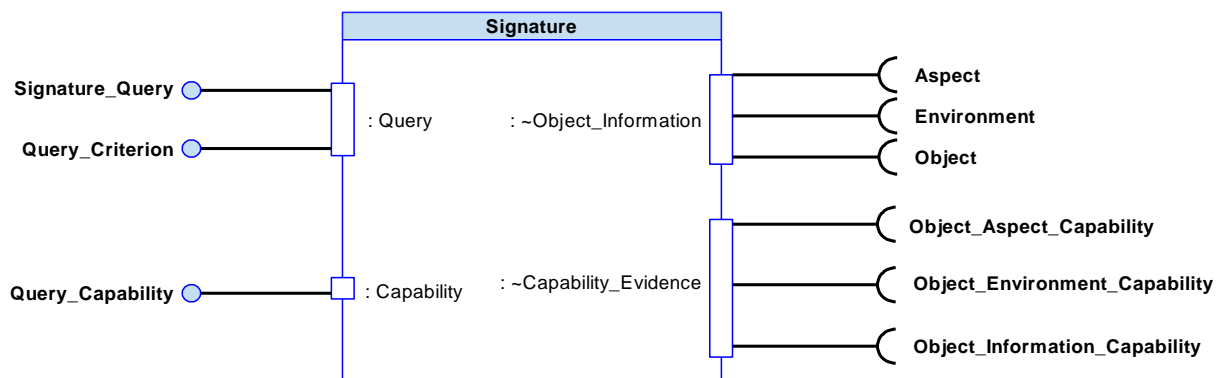 Signature
Signature_Query
Query_Criterion
: Query
: ~Object_Information
Aspect
Environment
Object
Query_Capability
: Capability
: ~Capability_Evidence
Object_Aspect_Capability
Object_Environment_Capability
Object_Information_Capability